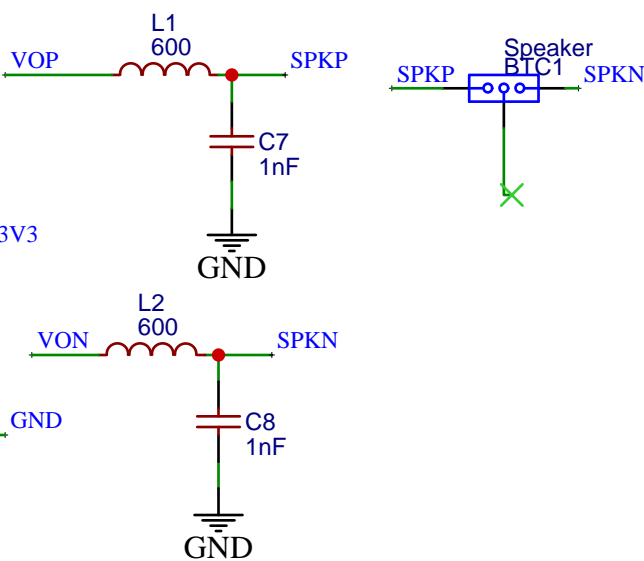 L1
600
VOP
SPKP
C7
1nF
GND
Speaker
BTC1
SPKP
SPKN
3V3
L2
600
VON
SPKN
GND
C8
1nF
GND